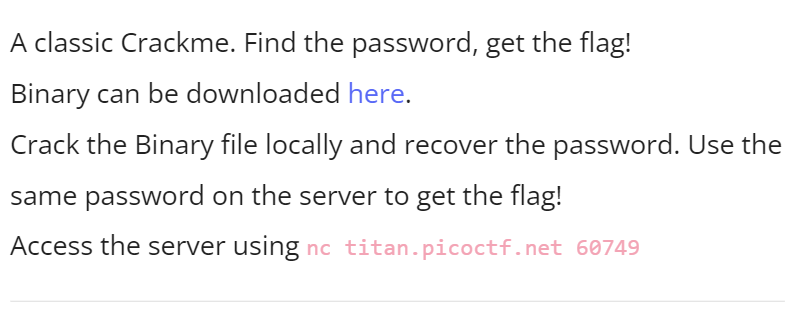 A classic Crackme. Find the password, get the flag!
Binary can be downloaded here.
Crack the Binary file locally and recover the password. Use the
same password on the server to get the flag!
Access the server using nc titan.picoctf.net 60749